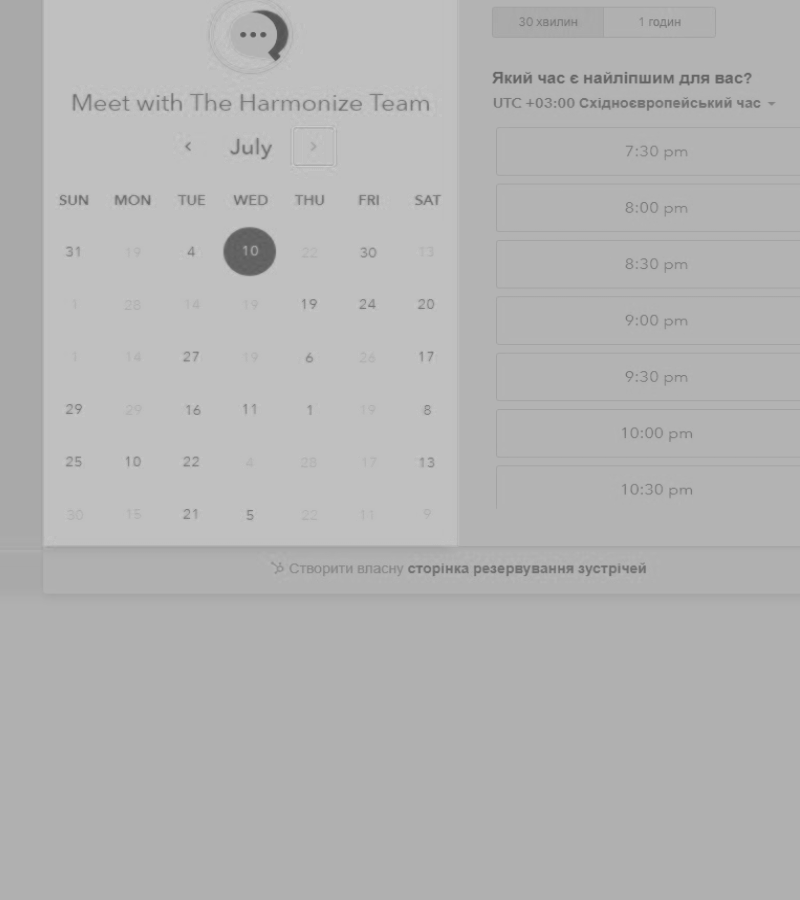 Meet with The Harmonize Team
July
SUN MON TUE WED THU FRI SAT
31 19 4 10 22 30 13
1 28 14 19 19 24 20
1 14 27 19 6 26 17
29 29 16 11 1 19 8
25 10 22 4 28 17 13
30 15 21 5 22 11 9
30 хвилин 1 годин
Який час є найліпшим для вас?
UTC +03:00 Східноєвропейський час
7:30 pm
8:00 pm
8:30 pm
9:00 pm
9:30 pm
10:00 pm
10:30 pm
Створити власну сторінка резервування зустрічей